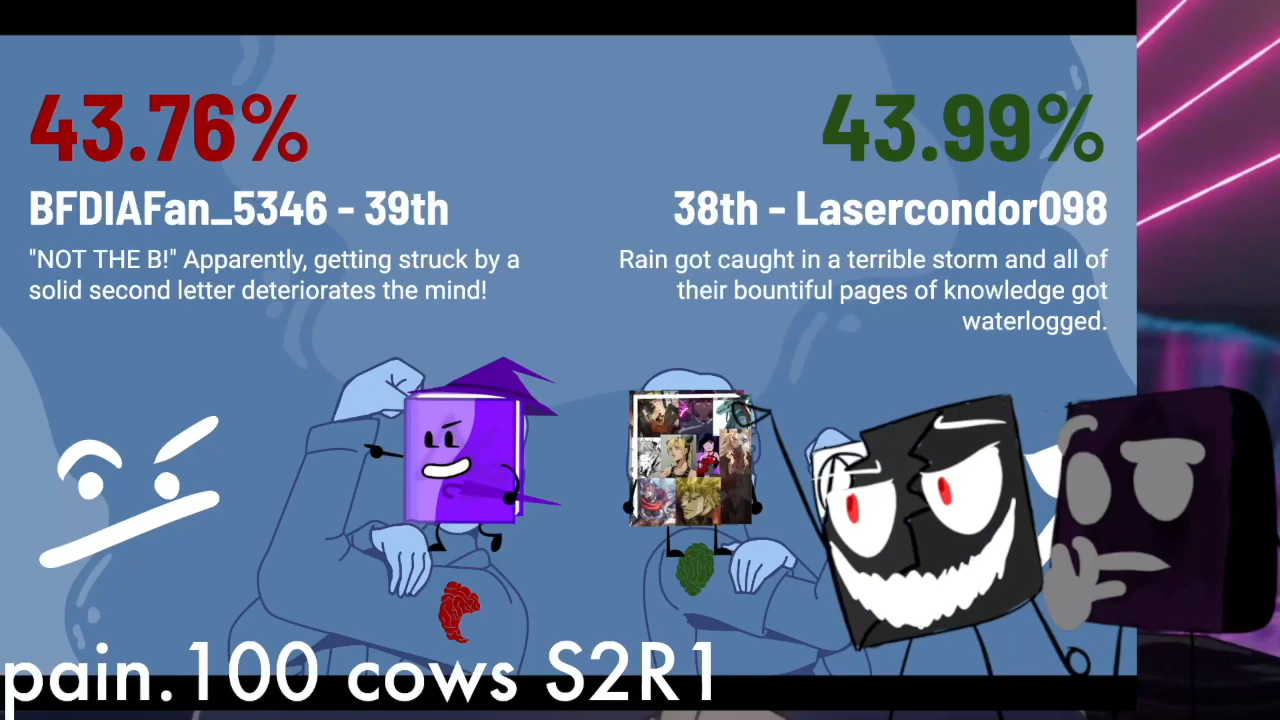 43.76%
BFDIAFan_5346 - 39th
"NOT THE B!" Apparently, getting struck by a
solid second letter deteriorates the mind!
43.99%
38th - Lasercondor098
Rain got caught in a terrible storm and all of
their bountiful pages of knowledge got
waterlogged.
pain.100 cows S2R1